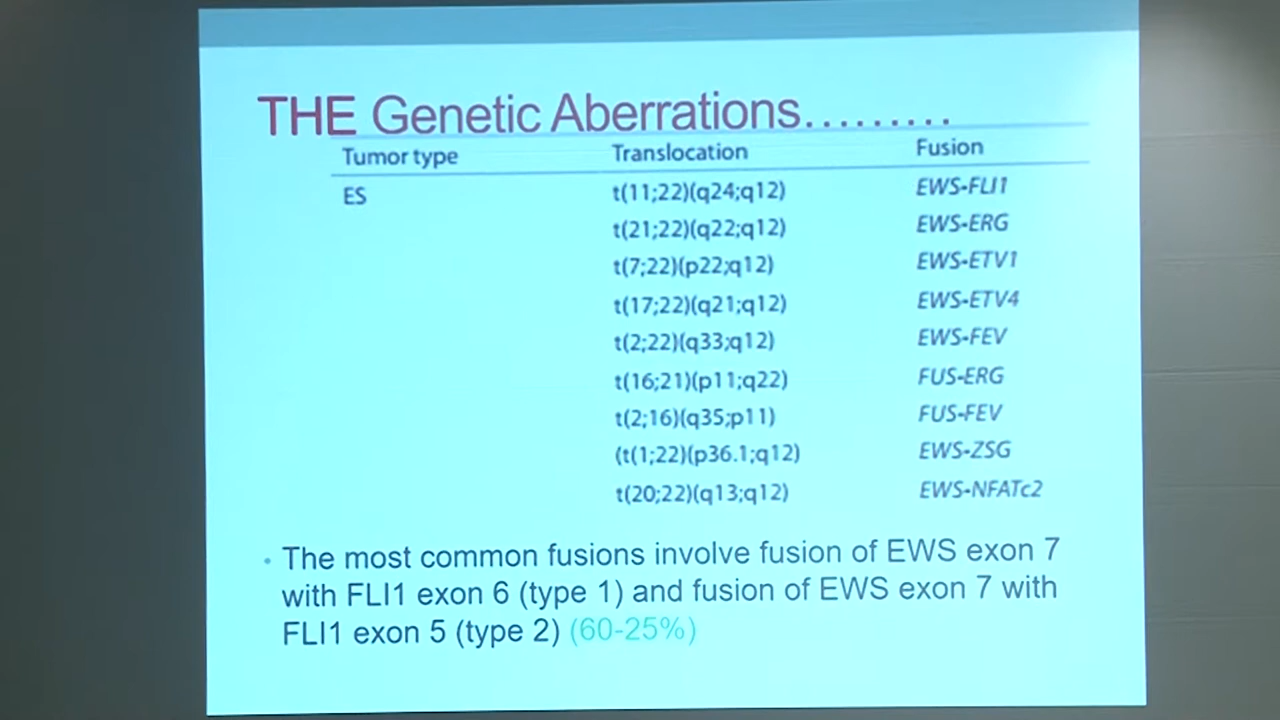 THE Genetic Aberrations.........
Tumor type Translocation Fusion
ES t(11;22)(q24;q12) EWS-FLI1
t(21;22)(q22;q12) EWS-ERG
t(7;22)(p22;q12) EWS-ETV1
t(17;22)(q21;q12) EWS-ETV4
t(2;22)(q33;q12) EWS-FEV
t(16;21)(p11;q22) FUS-ERG
t(2;16)(q35;p11) FUS-FEV
(t(1;22)(p36.1;q12) EWS-ZSG
t(20;22)(q13;q12) EWS-NFATc2
• The most common fusions involve fusion of EWS exon 7
with FLI1 exon 6 (type 1) and fusion of EWS exon 7 with
FLI1 exon 5 (type 2) (60-25%)